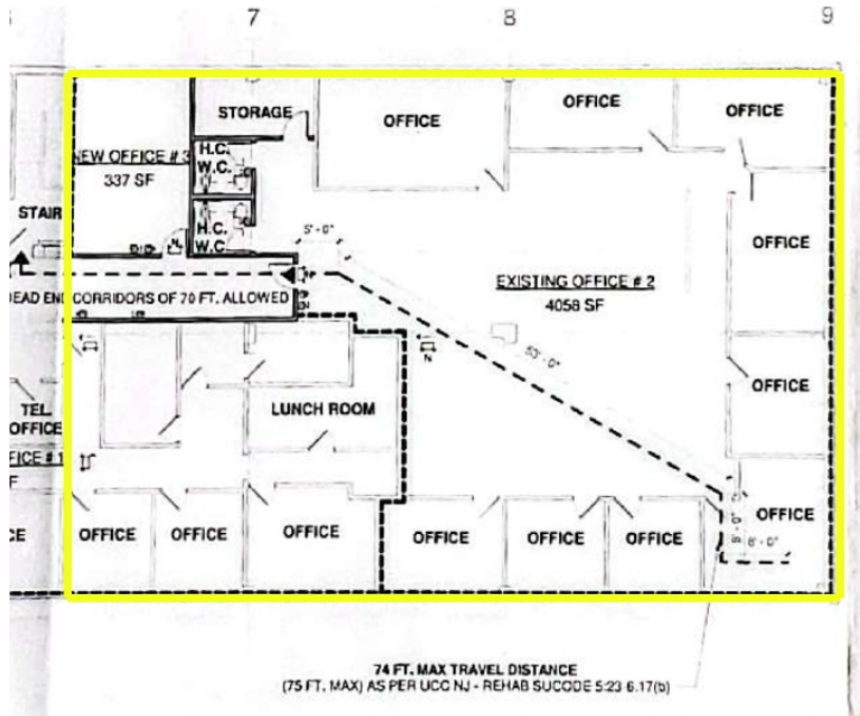 7 8 9
STORAGE
OFFICE
OFFICE
OFFICE
NEW OFFICE # 3
337 SF
H.C.
W.C.
H.C.
W.C.
STAIR
5'-0"
OFFICE
EXISTING OFFICE # 2
4058 SF
DEAD END CORRIDORS OF 70 FT. ALLOWED
N
N
53'-0"
OFFICE
LUNCH ROOM
TEL.
OFFICE
FICE # 1
F
OFFICE
CE
OFFICE
OFFICE
OFFICE
OFFICE
OFFICE
OFFICE
8'-0"
74 FT. MAX TRAVEL DISTANCE
(75 FT. MAX) AS PER UCC NJ - REHAB SUCODE 5:23 6.17(b)